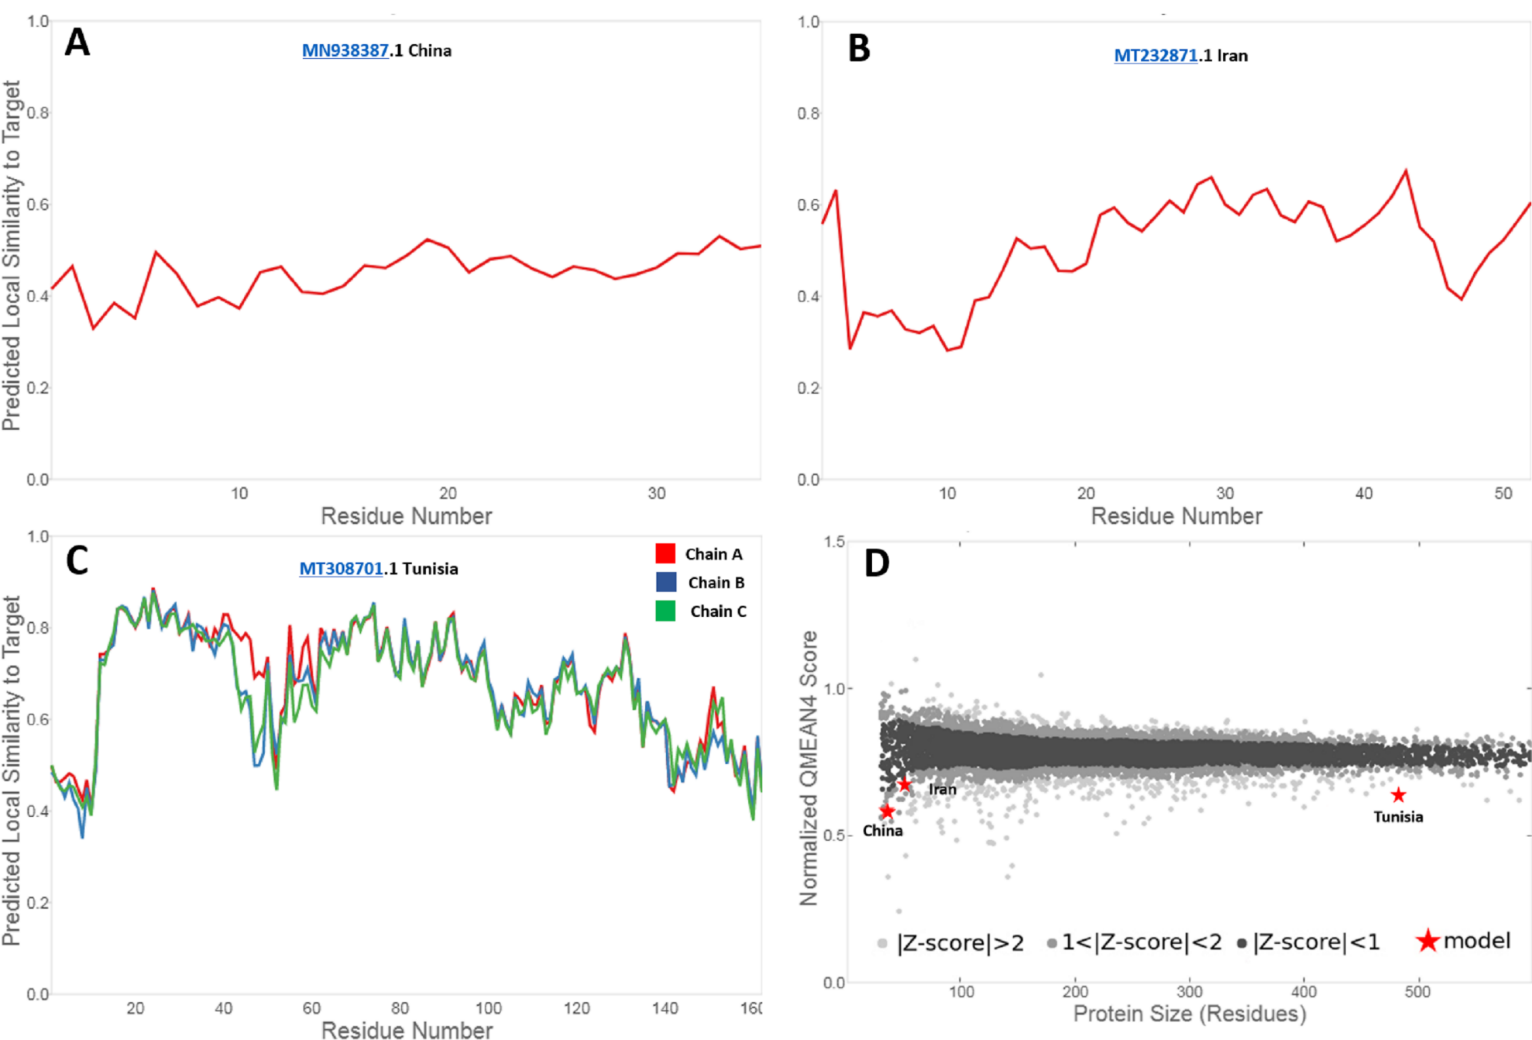 A
MN938387.1 China
1.0
0.8
0.6
0.4
0.2
0.0
Predicted Local Similarity to Target
10
20
30
Residue Number
B
MT232871.1 Iran
1.0
0.8
0.6
0.4
0.2
0.0
10
20
30
40
50
Residue Number
C
MT308701.1 Tunisia
Chain A
Chain B
Chain C
1.0
0.8
0.6
0.4
0.2
0.0
Predicted Local Similarity to Target
20
40
60
80
100
120
140
160
Residue Number
D
1.5
1.0
0.5
0.0
Normalized QMEAN4 Score
Iran
China
Tunisia
|Z-score|>2
1<|Z-score|<2
|Z-score|<1
model
100
200
300
400
500
Protein Size (Residues)